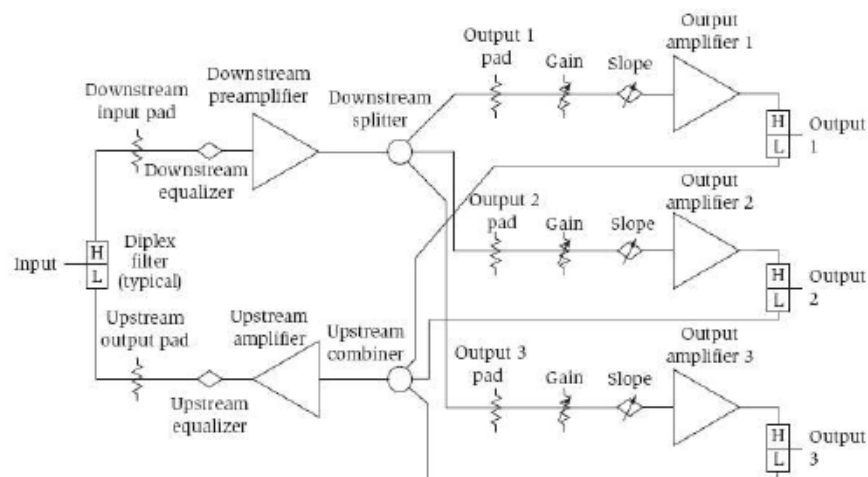 Output 1
pad
Gain
Slope
Output
amplifier 1
Downstream
input pad
Downstream
preamplifier
Downstream
splitter
H
L
Output
1
Downstream
equalizer
Output 2
pad
Gain
Slope
Output
amplifier 2
Input
H
L
Diplex
filter
(typical)
H
L
Output
2
Upstream
output pad
Upstream
amplifier
Upstream
combiner
Output 3
pad
Gain
Slope
Output
amplifier 3
Upstream
equalizer
H
L
Output
3